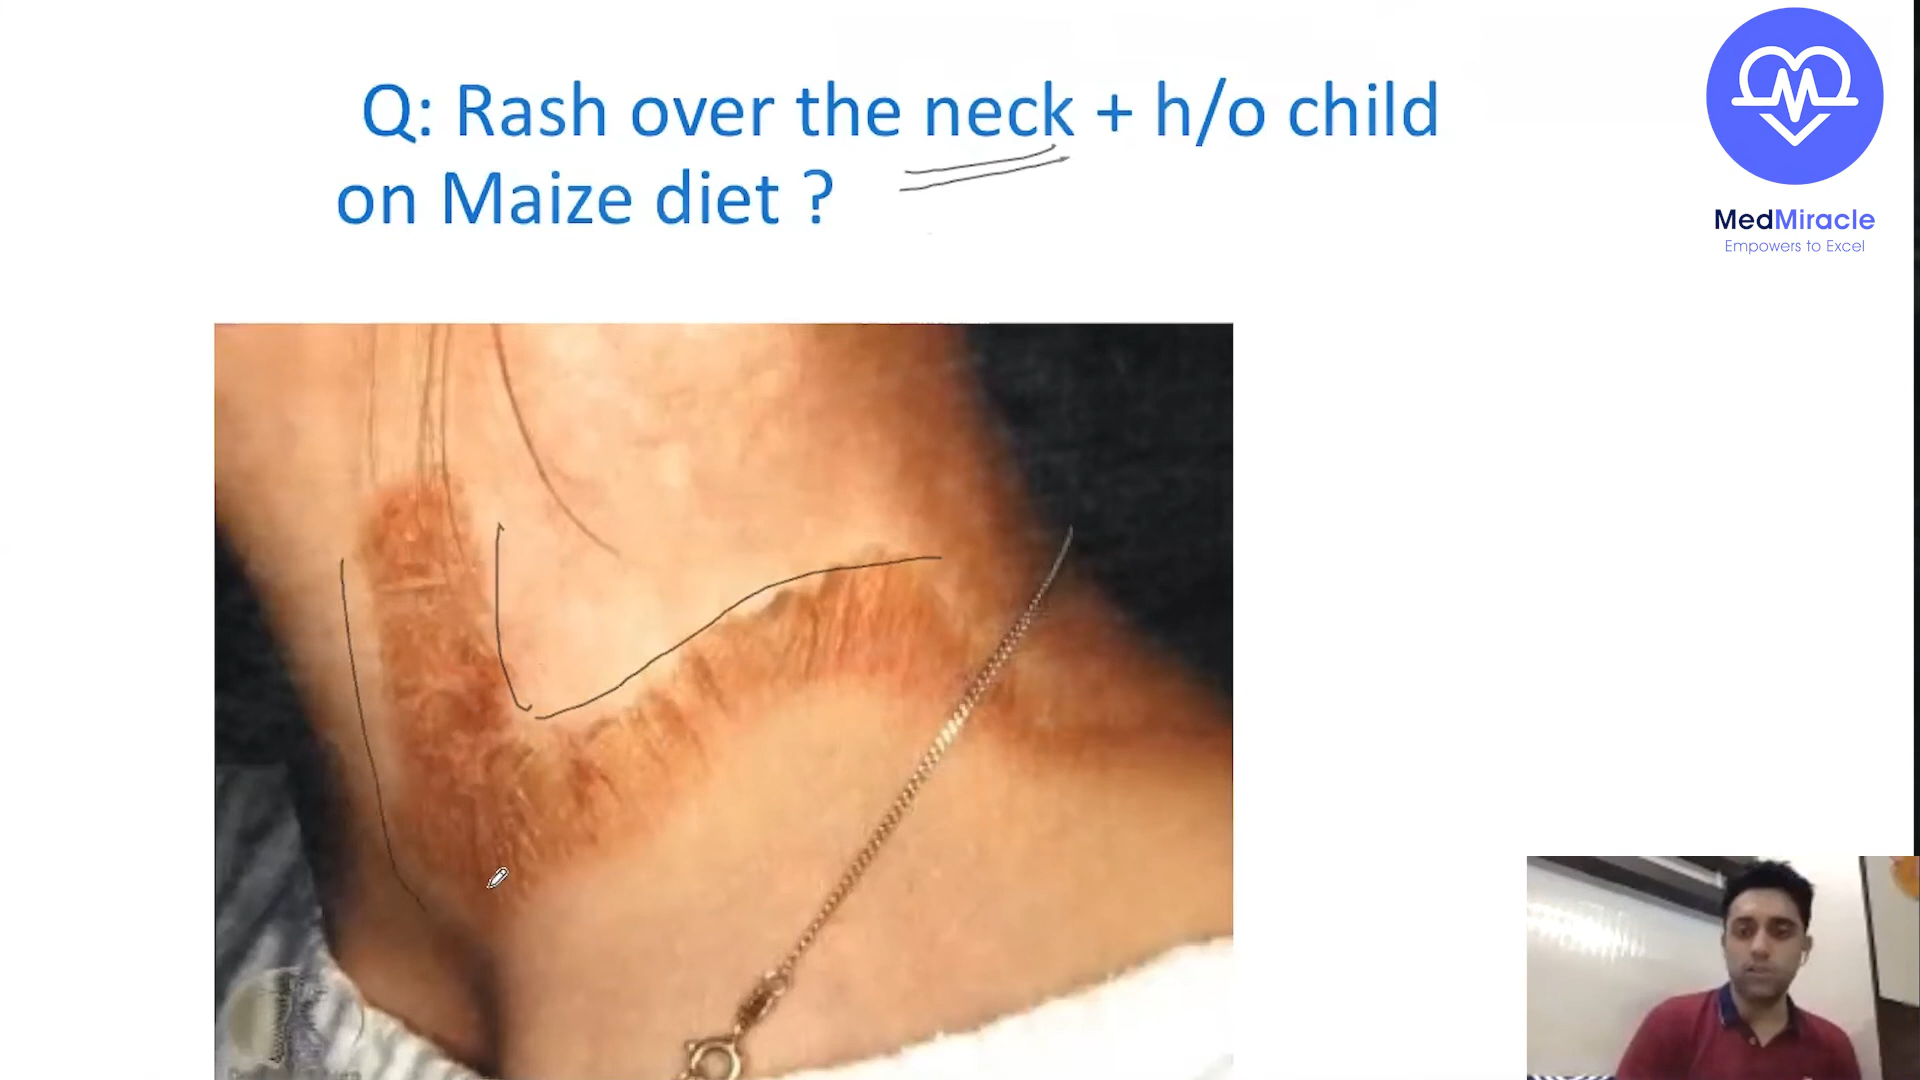 Q: Rash over the neck + h/o child
on Maize diet ?
MedMiracle
Empowers to Excel